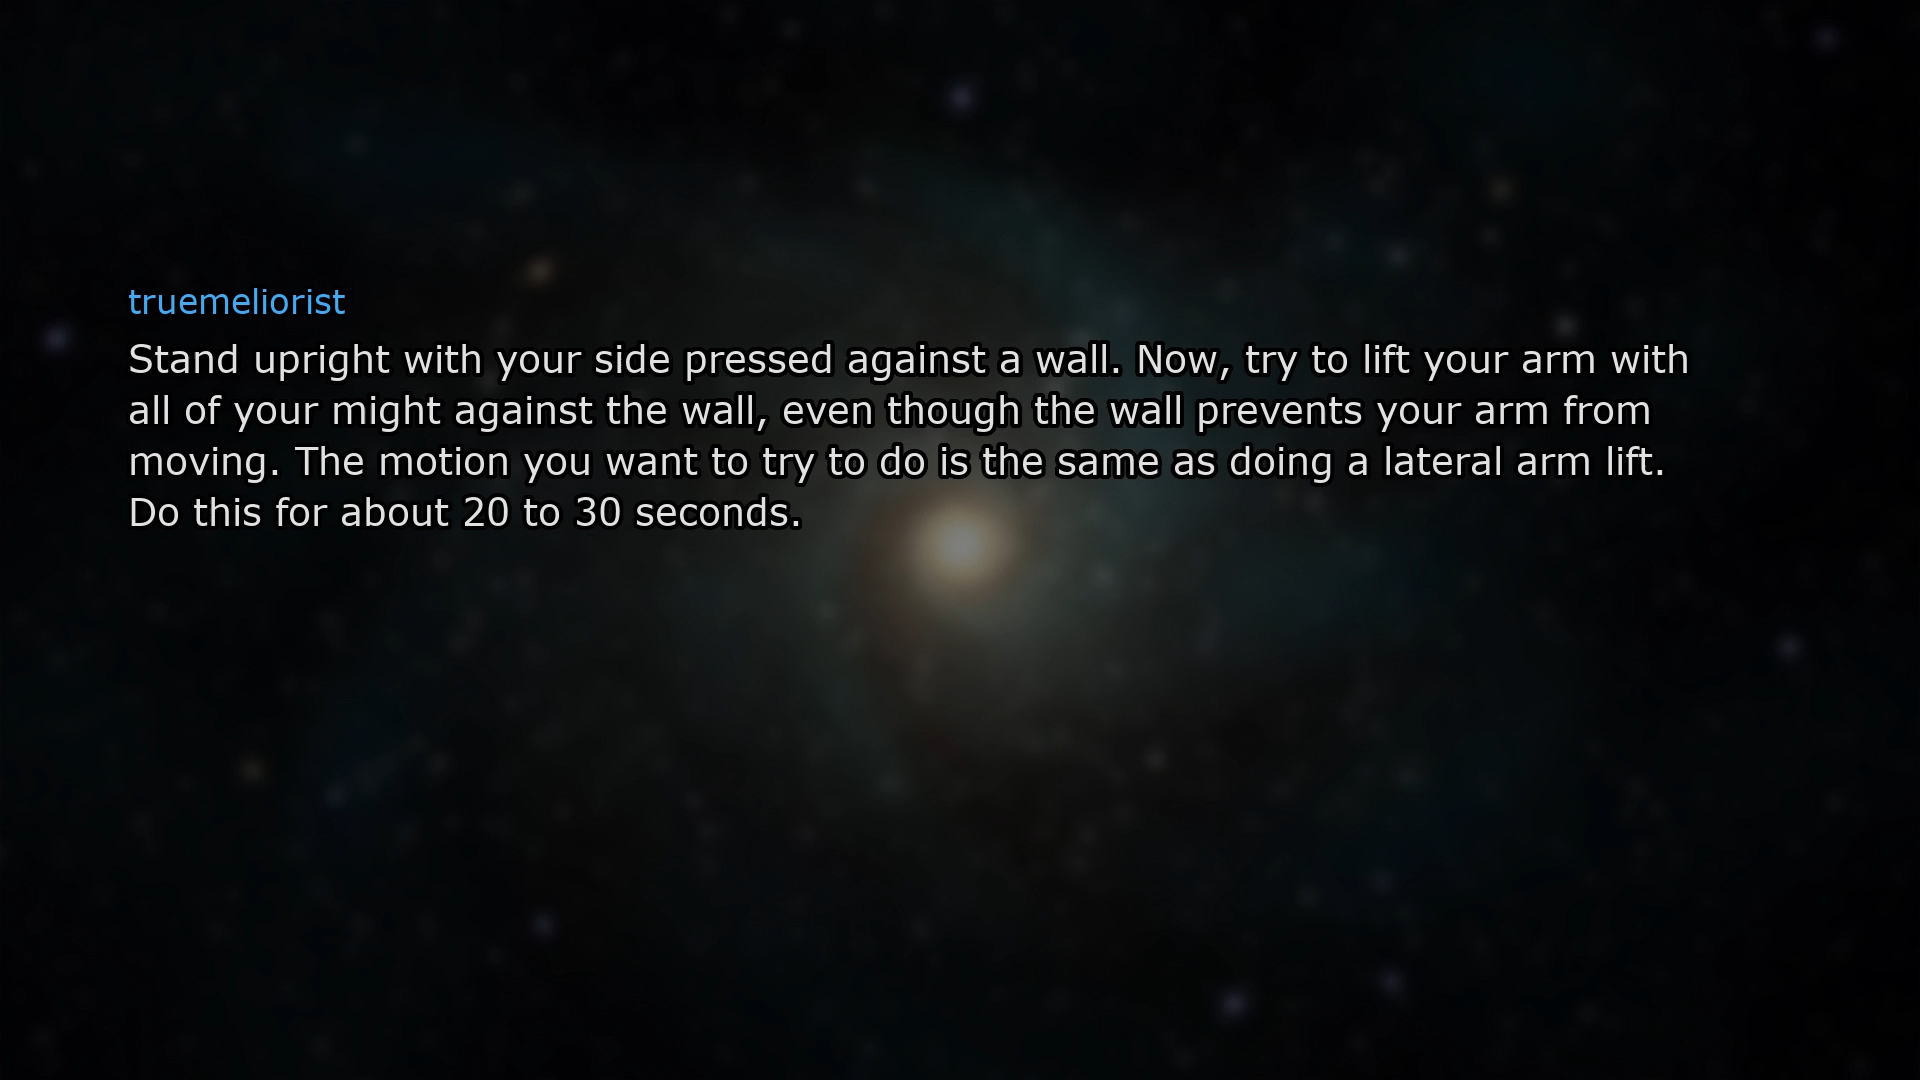 truemeliorist
Stand upright with your side pressed against a wall. Now, try to lift your arm with
all of your might against the wall, even though the wall prevents your arm from
moving. The motion you want to try to do is the same as doing a lateral arm lift.
Do this for about 20 to 30 seconds.